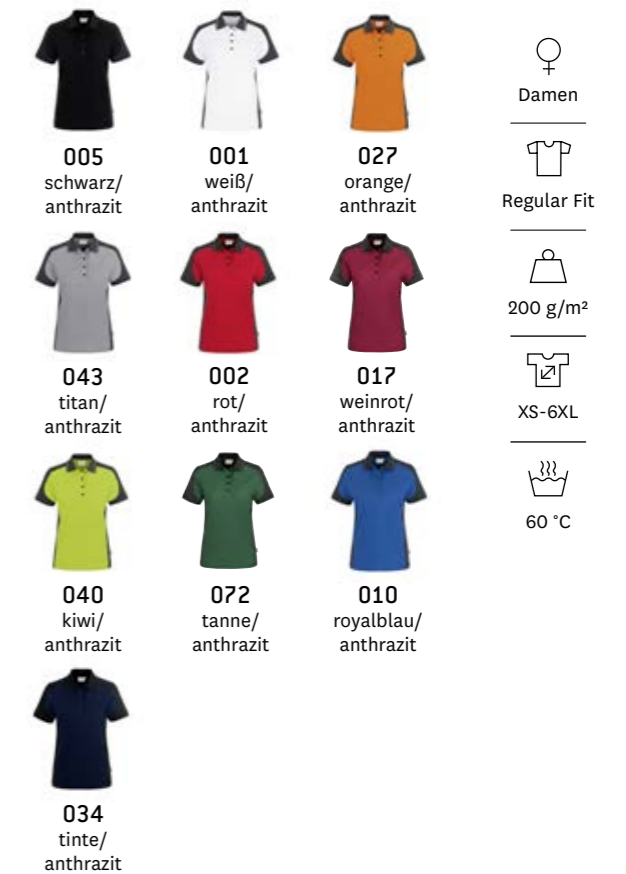 005
schwarz/
anthrazit
001
weiß/
anthrazit
027
orange/
anthrazit
043
titan/
anthrazit
002
rot/
anthrazit
017
weinrot/
anthrazit
040
kiwi/
anthrazit
072
tanne/
anthrazit
010
royalblau/
anthrazit
034
tinte/
anthrazit
Damen
Regular Fit
200 g/m²
XS-6XL
60 °C